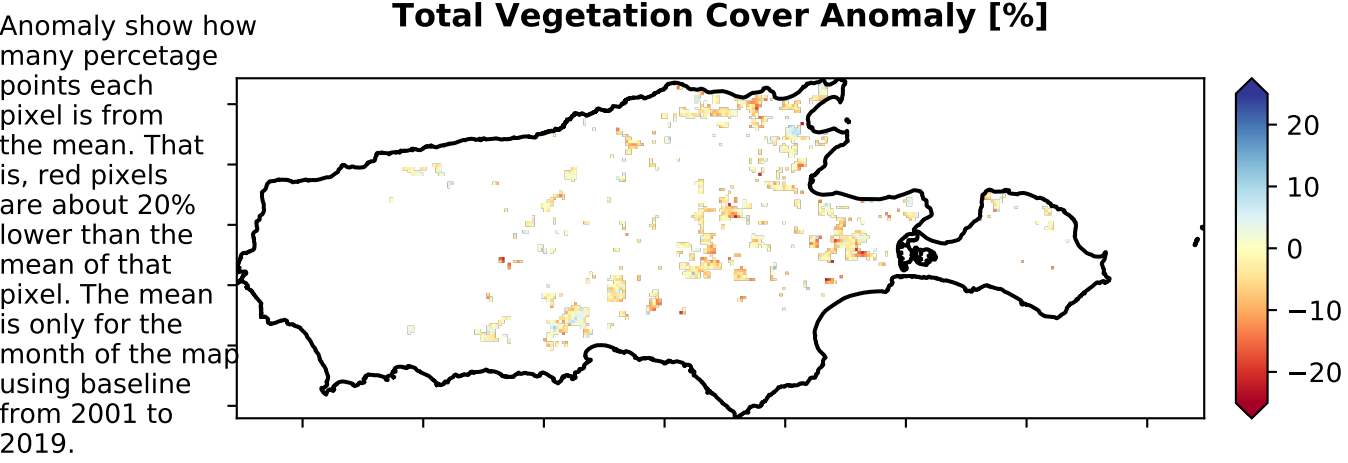 Total Vegetation Cover Anomaly [%]
Anomaly show how
many percetage
points each
pixel is from
the mean. That
is, red pixels
are about 20%
lower than the
mean of that
pixel. The mean
is only for the
month of the map
using baseline
from 2001 to
2019.
20
10
0
−10
−20